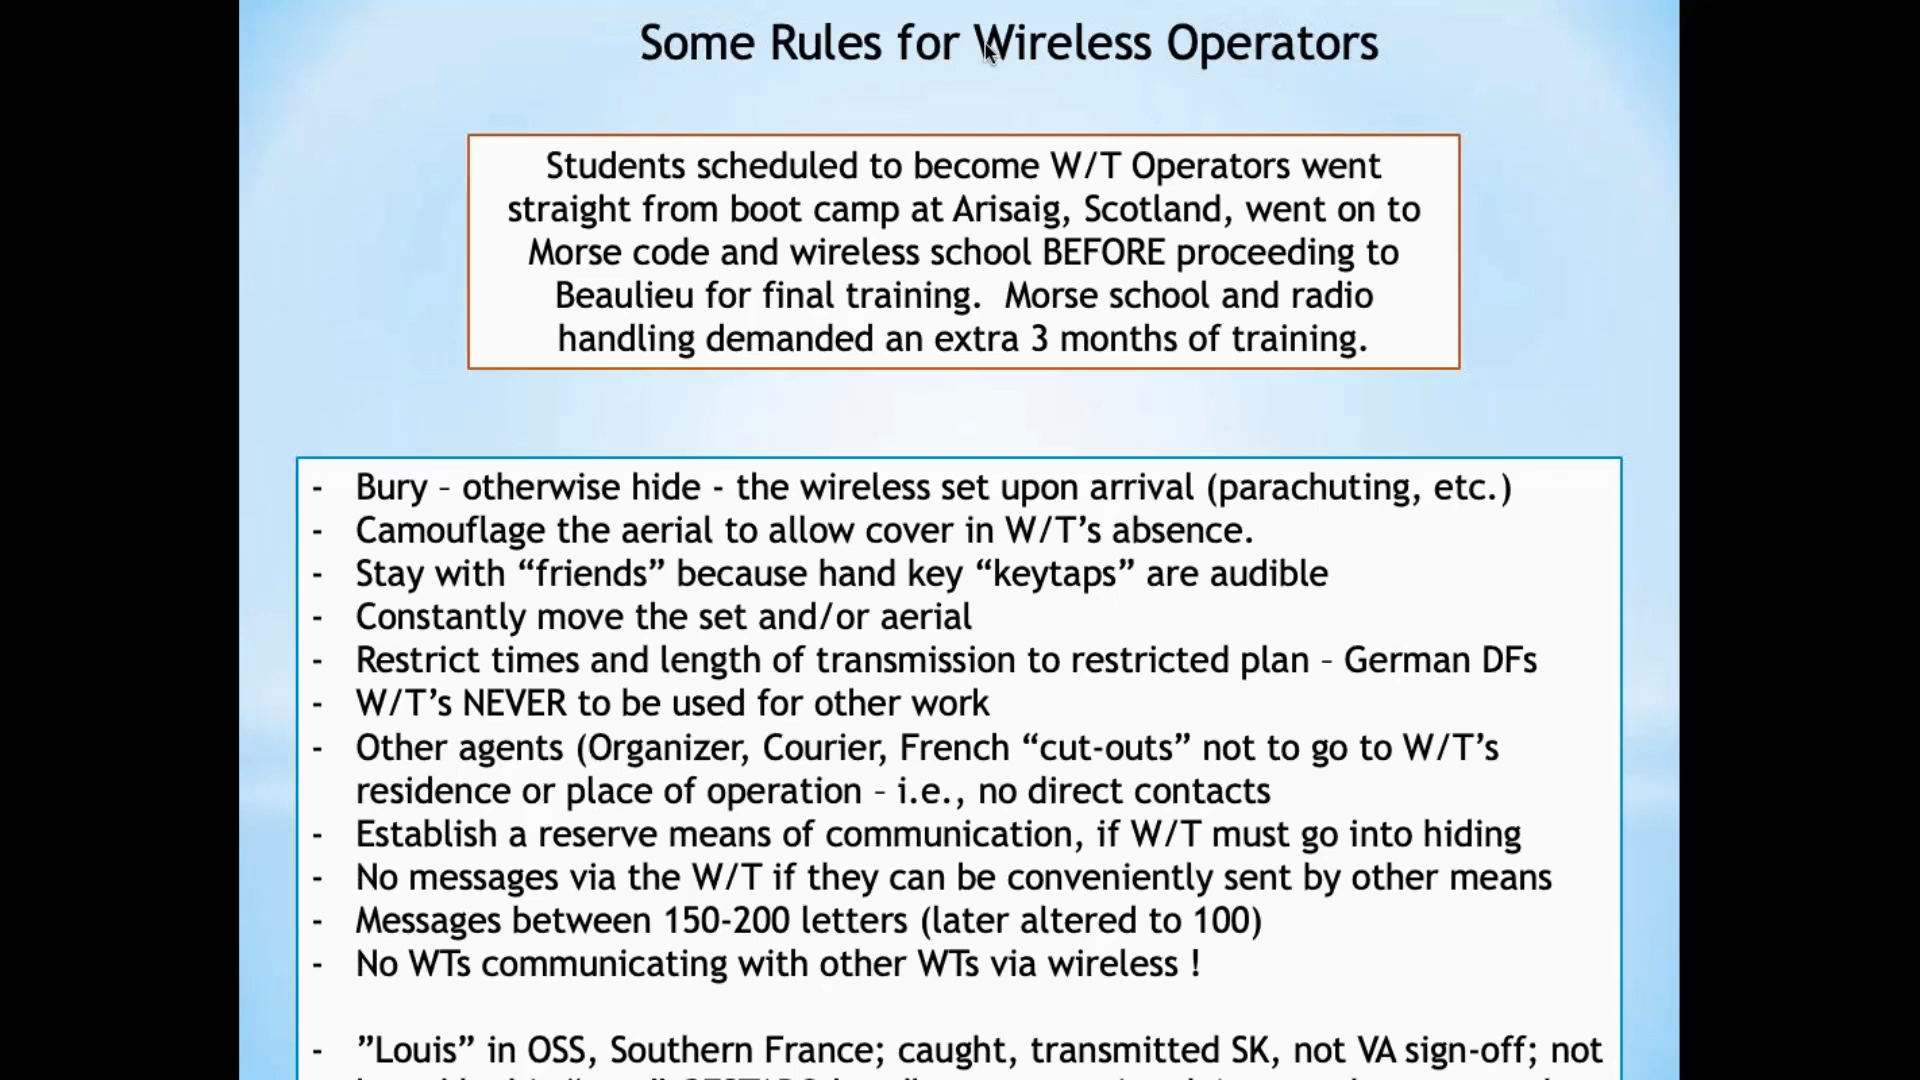 Some Rules for Wireless Operators
Students scheduled to become W/T Operators went
straight from boot camp at Arisaig, Scotland, went on to
Morse code and wireless school BEFORE proceeding to
Beaulieu for final training.  Morse school and radio
handling demanded an extra 3 months of training.
- Bury – otherwise hide - the wireless set upon arrival (parachuting, etc.)
- Camouflage the aerial to allow cover in W/T’s absence.
- Stay with “friends” because hand key “keytaps” are audible
- Constantly move the set and/or aerial
- Restrict times and length of transmission to restricted plan – German DFs
- W/T’s NEVER to be used for other work
- Other agents (Organizer, Courier, French “cut-outs” not to go to W/T’s
residence or place of operation – i.e., no direct contacts
- Establish a reserve means of communication, if W/T must go into hiding
- No messages via the W/T if they can be conveniently sent by other means
- Messages between 150-200 letters (later altered to 100)
- No WTs communicating with other WTs via wireless !
- ”Louis” in OSS, Southern France; caught, transmitted SK, not VA sign-off; not